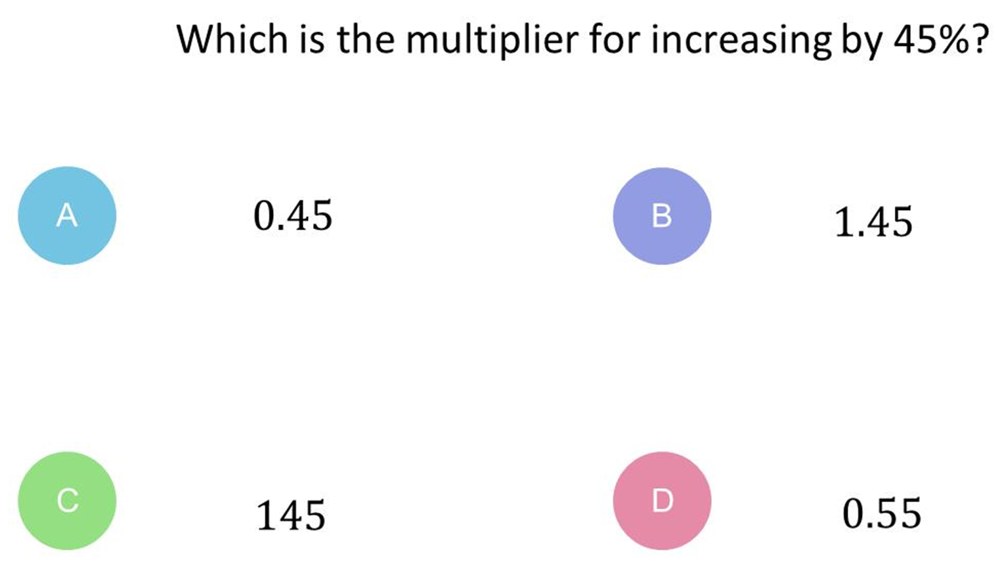 Which is the multiplier for increasing by 45%?
A 0.45
B 1.45
C 145
D 0.55